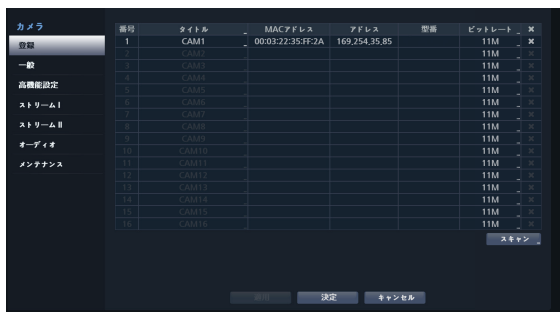 カメラ
登録
一般
高機能設定
ストリーム I
ストリーム II
オーディオ
メンテナンス
番号 タイトル MACアドレス アドレス 型番 ビットレート ×
1 CAM1 00:03:22:35:FF:2A 169,254,35,85 11M ×
2 CAM2 11M ×
3 CAM3 11M ×
4 CAM4 11M ×
5 CAM5 11M ×
6 CAM6 11M ×
7 CAM7 11M ×
8 CAM8 11M ×
9 CAM9 11M ×
10 CAM10 11M ×
11 CAM11 11M ×
12 CAM12 11M ×
13 CAM13 11M ×
14 CAM14 11M ×
15 CAM15 11M ×
16 CAM16 11M ×
スキャン
決定 キャンセル